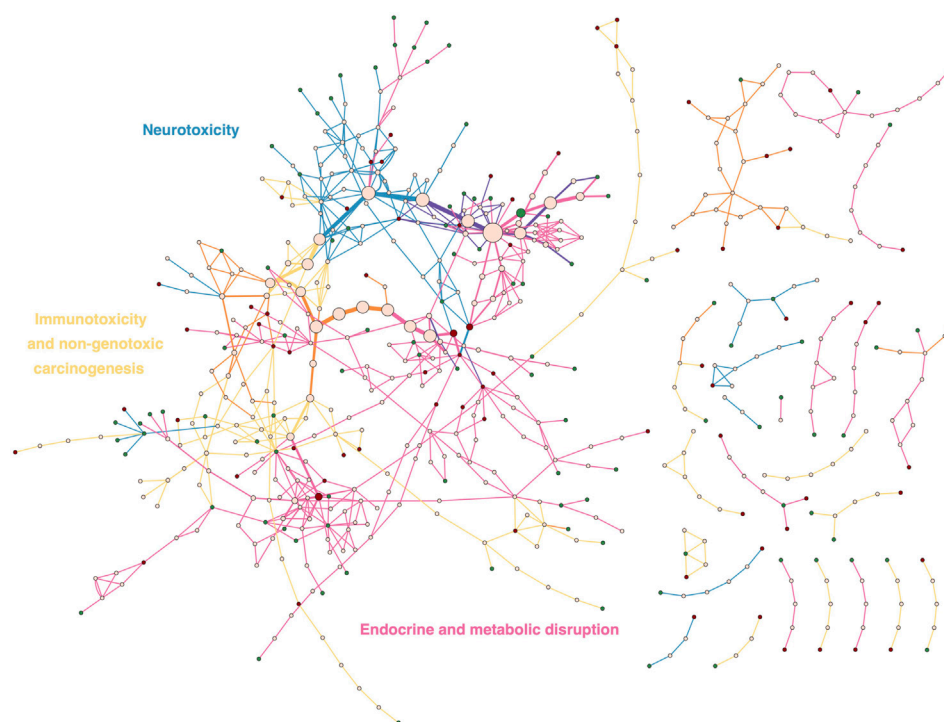 Neurotoxicity
Immunotoxicity
and non-genotoxic
carcinogenesis
Endocrine and metabolic disruption